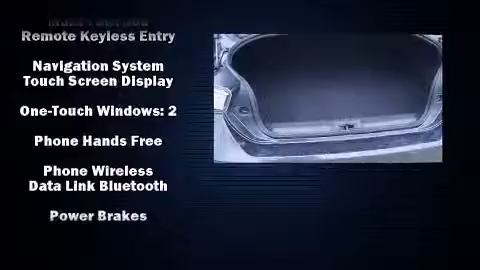 Remote Keyless Entry
Navigation System
Touch Screen Display
One-Touch Windows: 2
Phone Hands Free
Phone Wireless
Data Link Bluetooth
Power Brakes